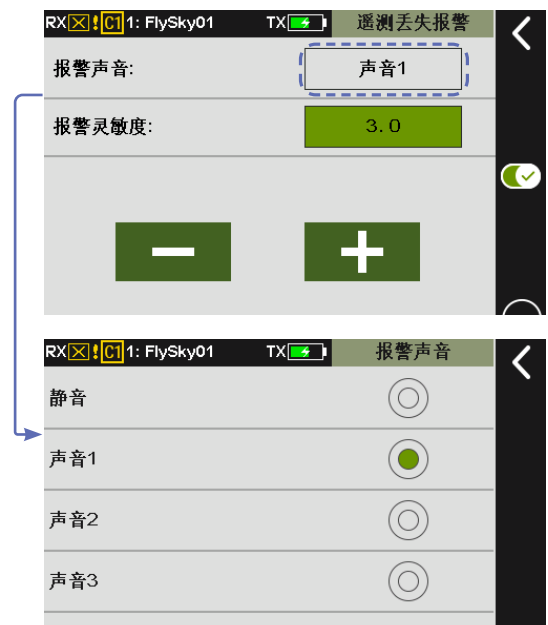 RX C1 1: FlySky01 TX 遥测丢失报警
报警声音: 声音1
报警灵敏度: 3.0
RX C1 1: FlySky01 TX 报警声音
静音
声音1
声音2
声音3